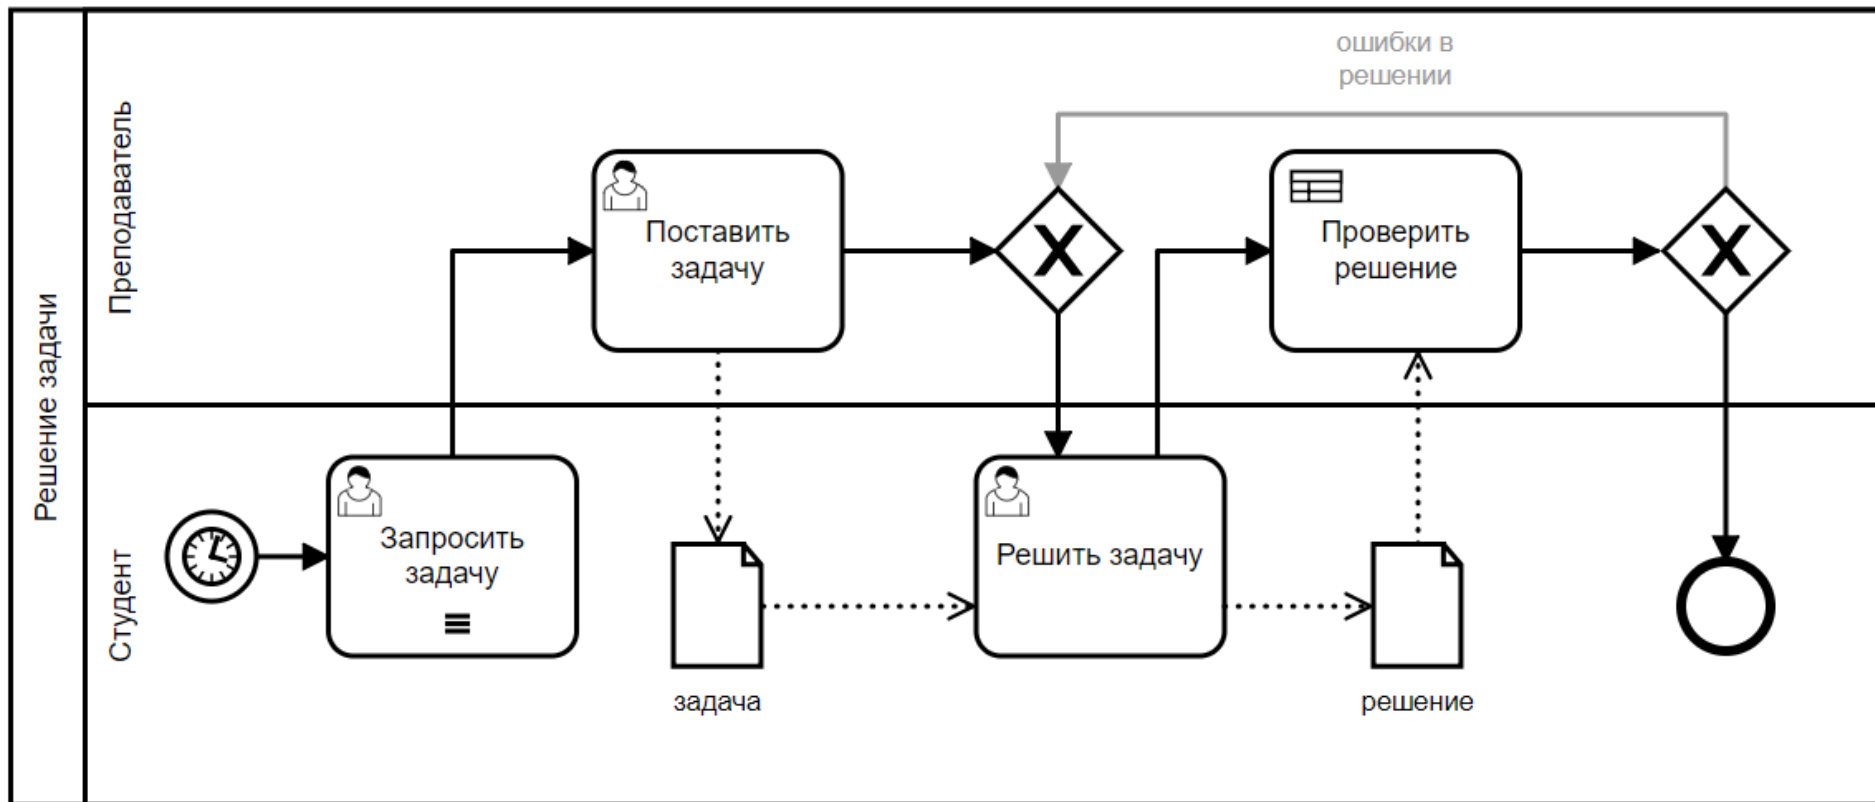 Решение задачи
Преподаватель
ошибки в
решении
Поставить
задачу
Проверить
решение
Студент
Запросить
задачу
Решить задачу
задача
решение